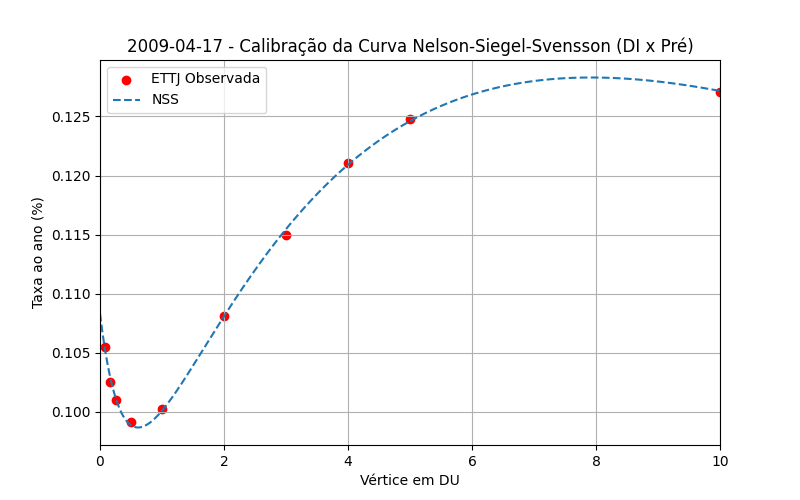 2009-04-17 - Calibração da Curva Nelson-Siegel-Svensson (DI x Pré)
ETTJ Observada
NSS
Taxa ao ano (%)
0.125
0.120
0.115
0.110
0.105
0.100
0 2 4 6 8 10
Vértice em DU